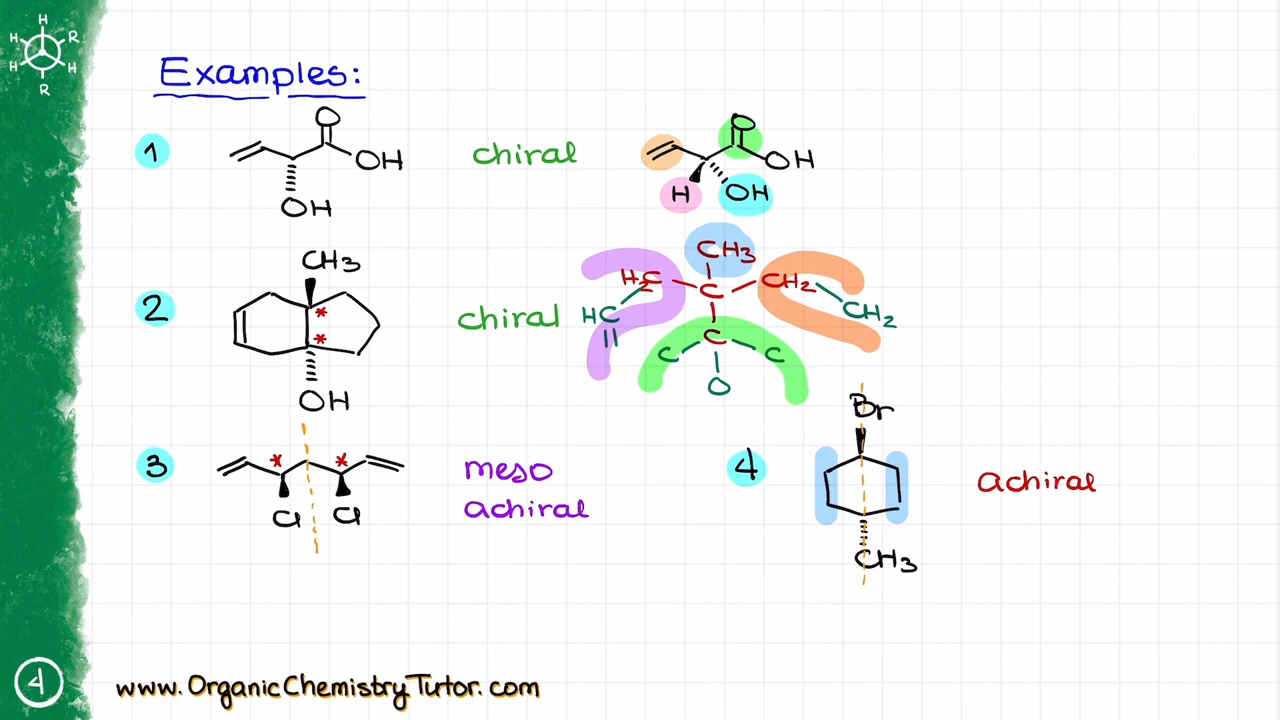 H
H R
H H
R
Examples:
1
O
OH
OH
chiral
O
OH
H OH
2
CH3
*
*
OH
chiral
CH3
H2C C CH2
HC CH2
C
C C
O
3
* *
Cl Cl
meso
achiral
4
Br
CH3
achiral
4
www.OrganicChemistryTutor.com